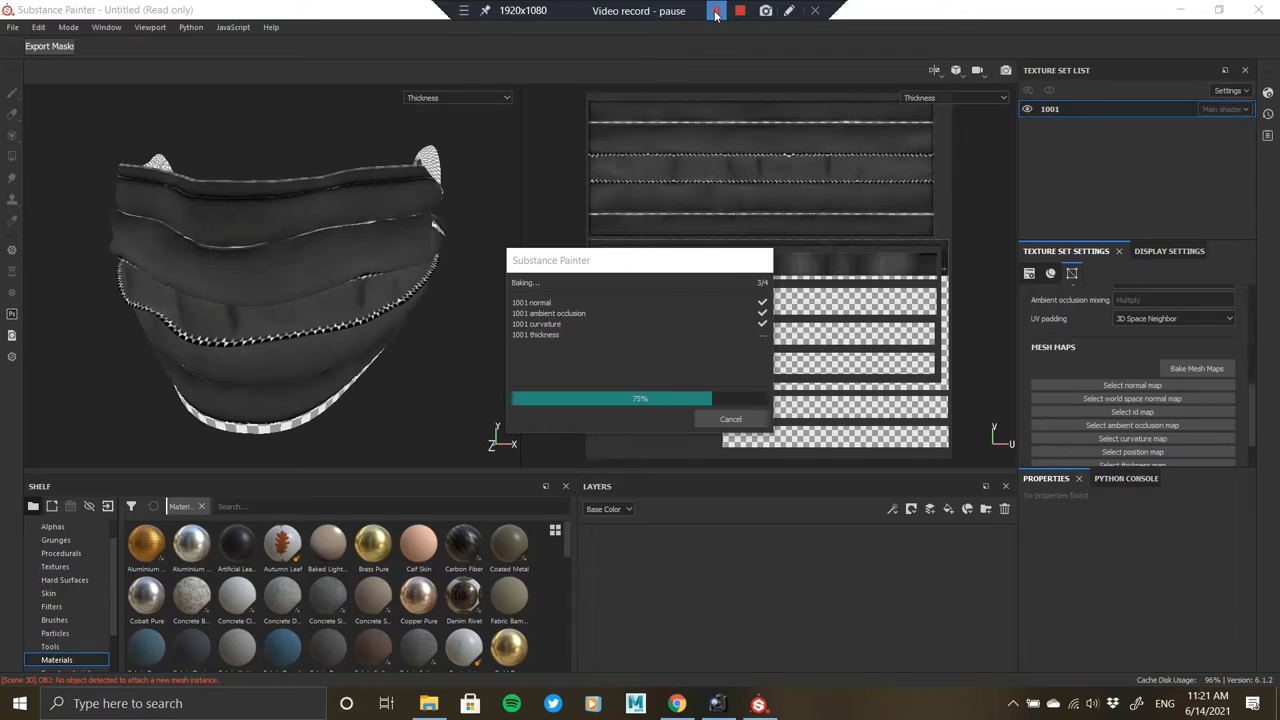 Substance Painter - Untitled (Read only)
1920x1080
Video record - pause
File
Edit
Mode
Window
Viewport
Python
JavaScript
Help
Export Masks
Thickness
Thickness
TEXTURE SET LIST
Settings
1001
Main shader
TEXTURE SET SETTINGS
DISPLAY SETTINGS
Ambient occlusion mixing
Multiply
UV padding
3D Space Neighbor
MESH MAPS
Bake Mesh Maps
Select normal map
Select world space normal map
Select id map
Select ambient occlusion map
Select curvature map
Select position map
Select thickness map
Substance Painter
Baking...
3/4
1001 normal
1001 ambient occlusion
1001 curvature
1001 thickness
...
75%
Cancel
Y
Z
X
V
U
Ps
SHELF
Materi...
Search...
Alphas
Grunges
Procedurals
Textures
Hard Surfaces
Skin
Filters
Brushes
Particles
Tools
Materials
Aluminium ...
Aluminium ...
Artificial Lea...
Autumn Leaf
Baked Light...
Brass Pure
Calf Skin
Carbon Fiber
Coated Metal
Cobalt Pure
Concrete B...
Concrete Cl...
Concrete D...
Concrete Si...
Concrete S...
Copper Pure
Denim Rivet
Fabric Bam...
LAYERS
Base Color
PROPERTIES
PYTHON CONSOLE
No properties found
[Scene 3D] OBJ: No object detected to attach a new mesh instance.
Cache Disk Usage:
96% | Version: 6.1.2
Type here to search
11:21 AM
6/14/2021